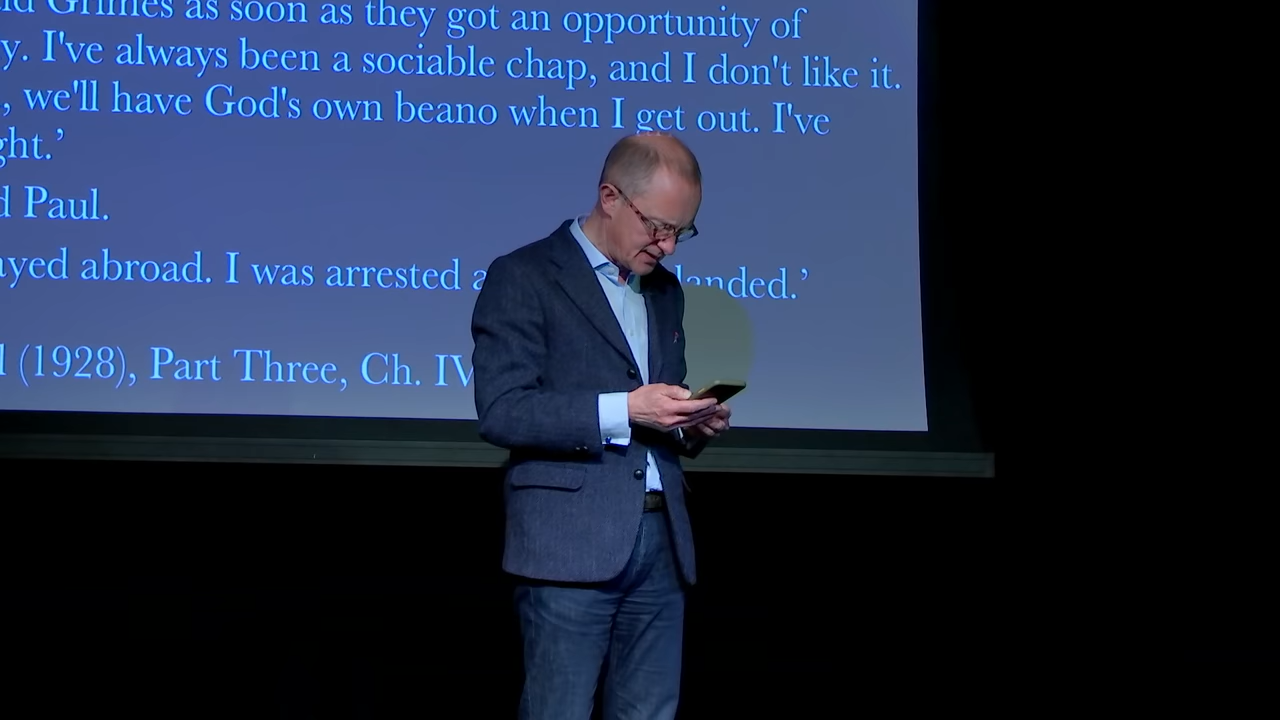 Grimes as soon as they got an opportunity of
I've always been a sociable chap, and I don't like it.
, we'll have God's own beano when I get out. I've
Paul.
abroad. I was arrested landed.’
(1928), Part Three, Ch. IV